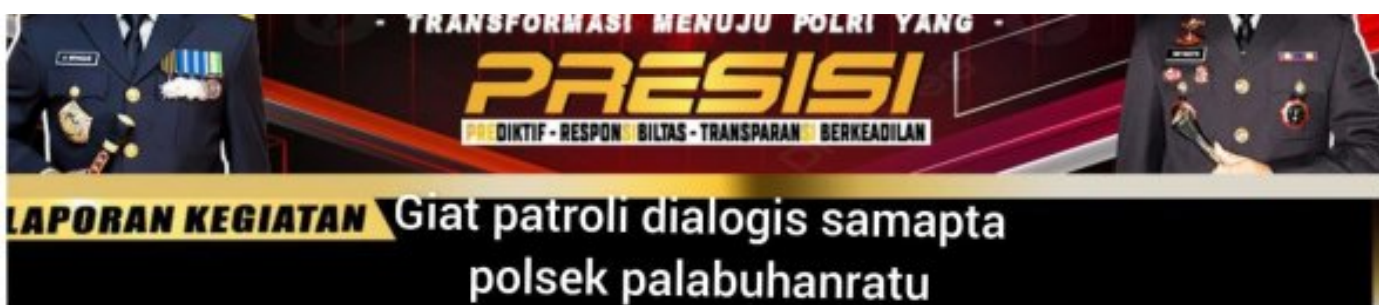 - TRANSFORMASI MENUJU POLRI YANG -
PRESISI
PREDIKTIF - RESPONSIBILTAS - TRANSPARANSI BERKEADILAN
LAPORAN KEGIATAN
Giat patroli dialogis samapta
polsek palabuhanratu